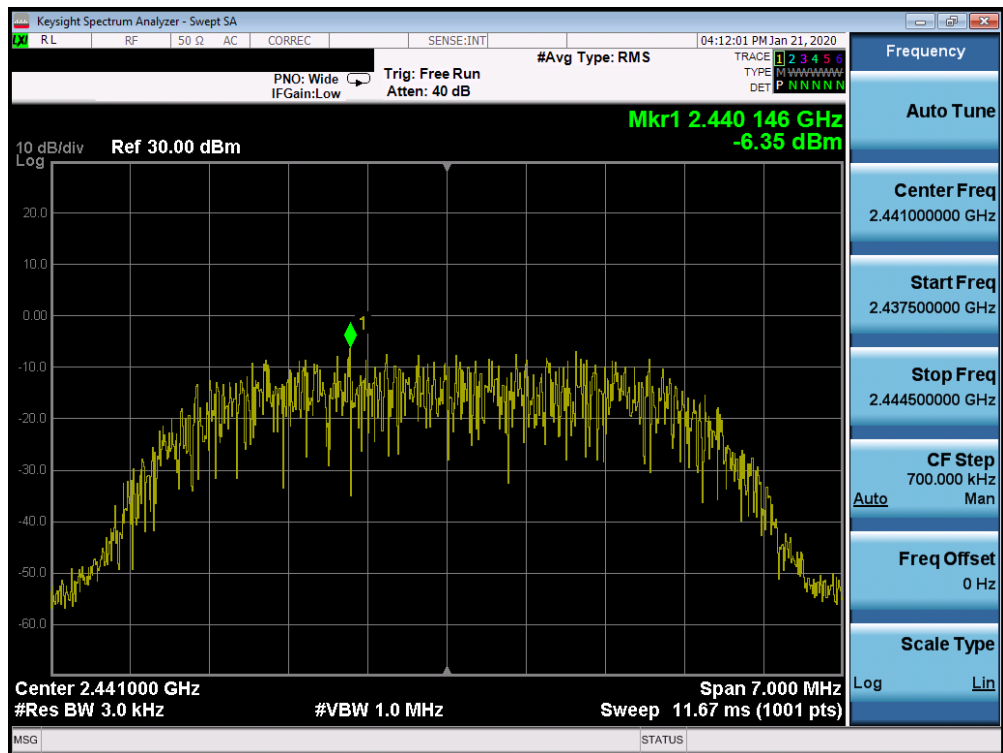 Keysight Spectrum Analyzer - Swept SA
LXI RL RF 50 Ω AC CORREC SENSE:INT 04:12:01 PM Jan 21, 2020
#Avg Type: RMS
TRACE 1 2 3 4 5 6
TYPE M WWWWW
DET P N N N N N
PNO: Wide
IFGain:Low
Trig: Free Run
Atten: 40 dB
Mkr1 2.440 146 GHz
-6.35 dBm
10 dB/div Ref 30.00 dBm
Log
20.0
10.0
0.00
-10.0
-20.0
-30.0
-40.0
-50.0
-60.0
1
Center 2.441000 GHz Span 7.000 MHz
#Res BW 3.0 kHz #VBW 1.0 MHz Sweep 11.67 ms (1001 pts)
MSG STATUS
Frequency
Auto Tune
Center Freq
2.441000000 GHz
Start Freq
2.437500000 GHz
Stop Freq
2.444500000 GHz
CF Step
700.000 kHz
Auto Man
Freq Offset
0 Hz
Scale Type
Log Lin